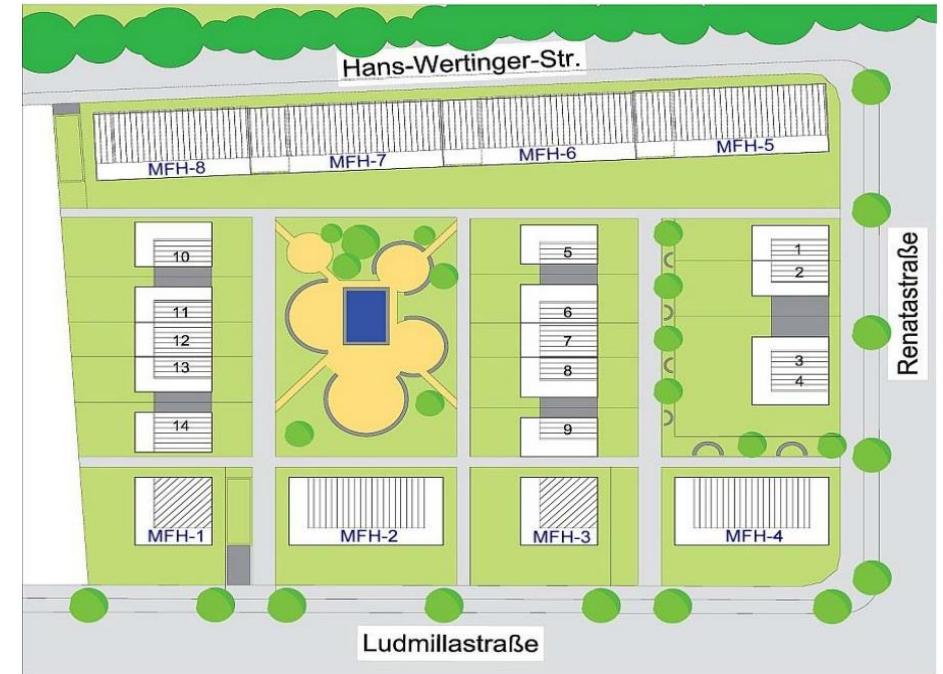 Hans-Wertinger-Str.
MFH-8
MFH-7
MFH-6
MFH-5
10
11
12
13
14
5
6
7
8
9
1
2
3
4
Renatastraße
MFH-1
MFH-2
MFH-3
MFH-4
Ludmillastraße